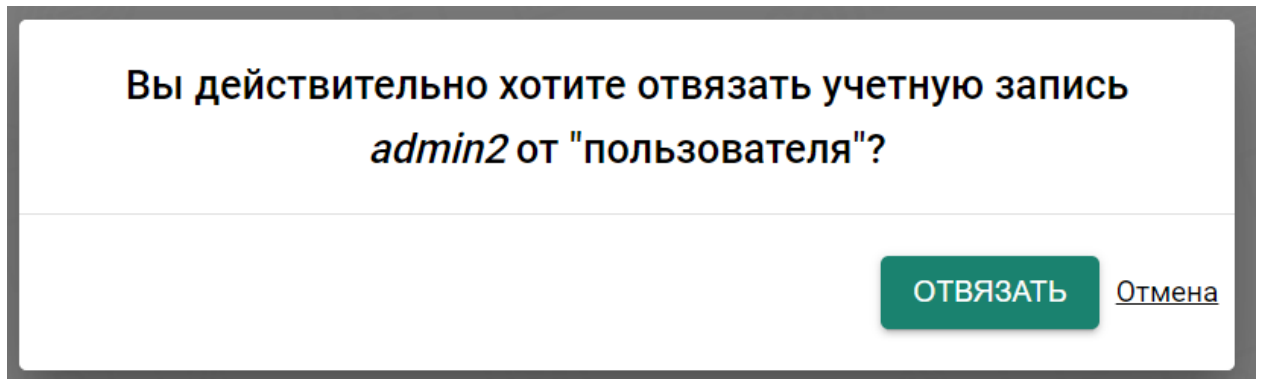 Вы действительно хотите отвязать учетную запись
admin2 от "пользователя"?
ОТВЯЗАТЬ Отмена